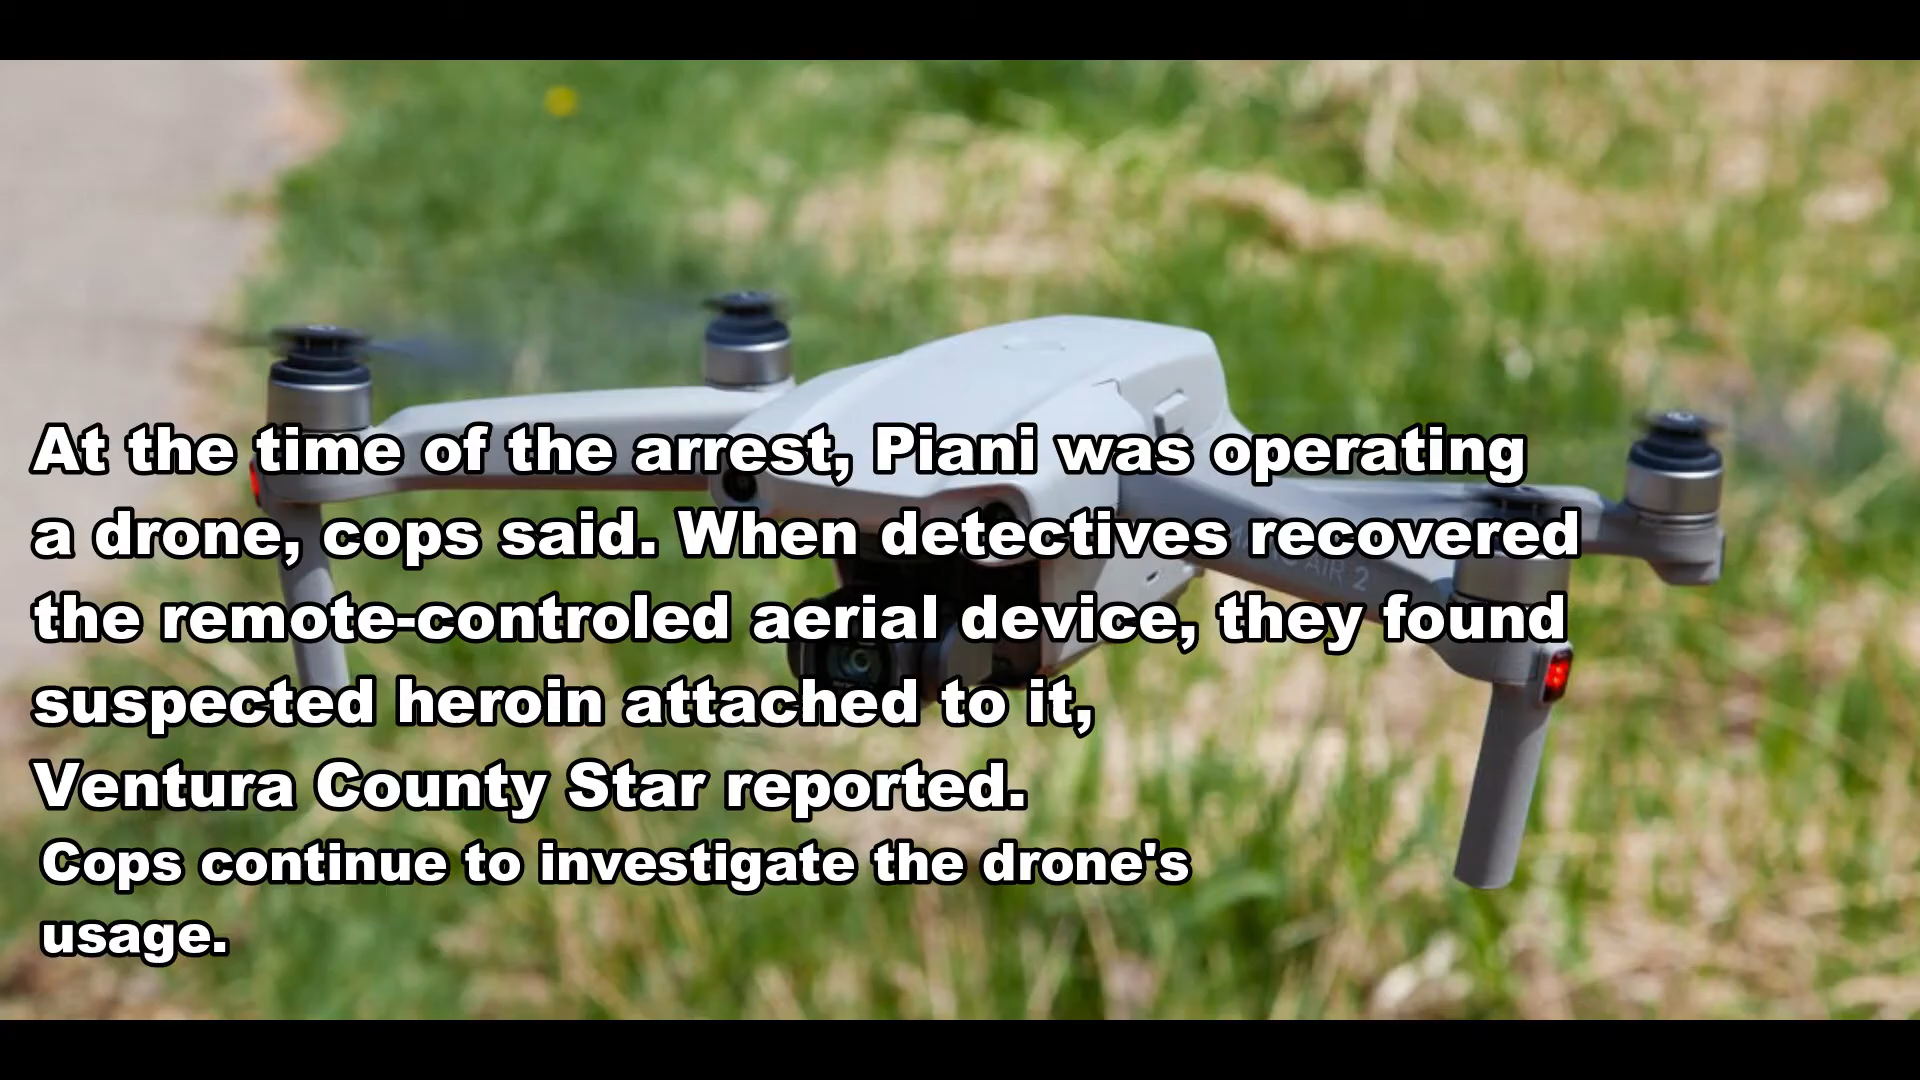 At the time of the arrest, Piani was operating
a drone, cops said. When detectives recovered
the remote-controled aerial device, they found
suspected heroin attached to it,
Ventura County Star reported.
Cops continue to investigate the drone's
usage.
AIR 2